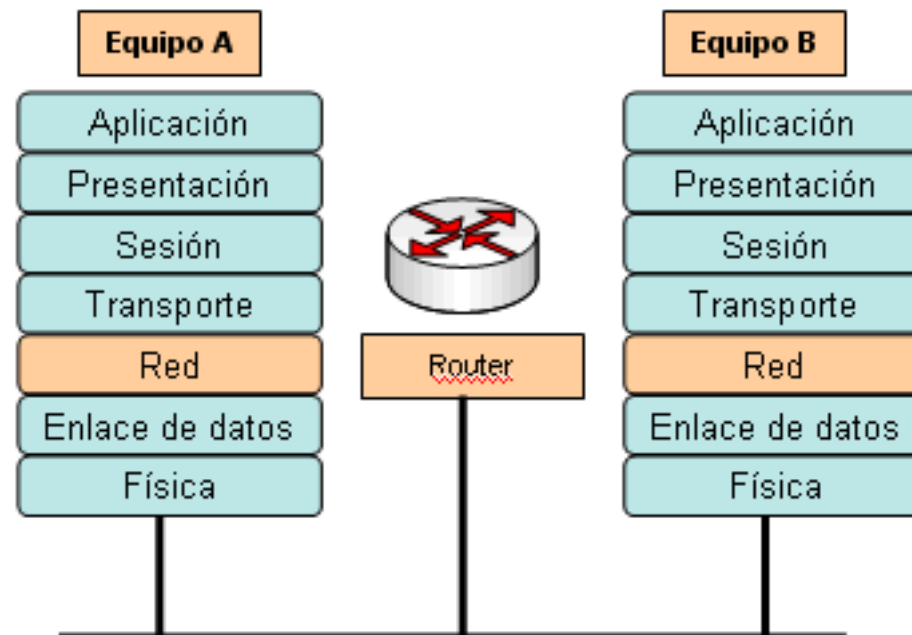 Equipo A
Aplicación
Presentación
Sesión
Transporte
Red
Enlace de datos
Física
Router
Equipo B
Aplicación
Presentación
Sesión
Transporte
Red
Enlace de datos
Física